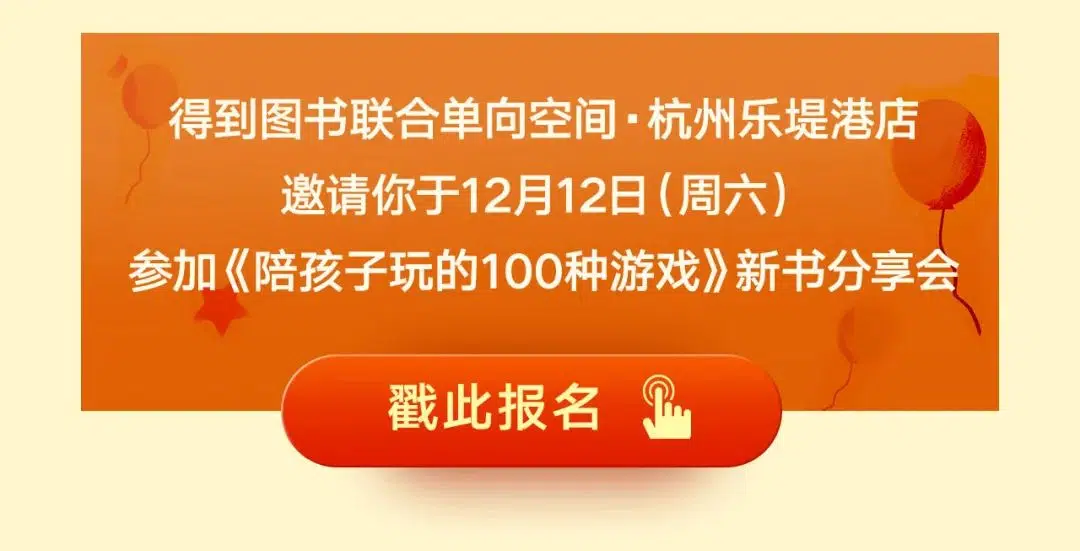 得到图书联合单向空间·杭州乐堤港店
邀请你于12月12日(周六)
参加《陪孩子玩的100种游戏》新书分享会
戳此报名